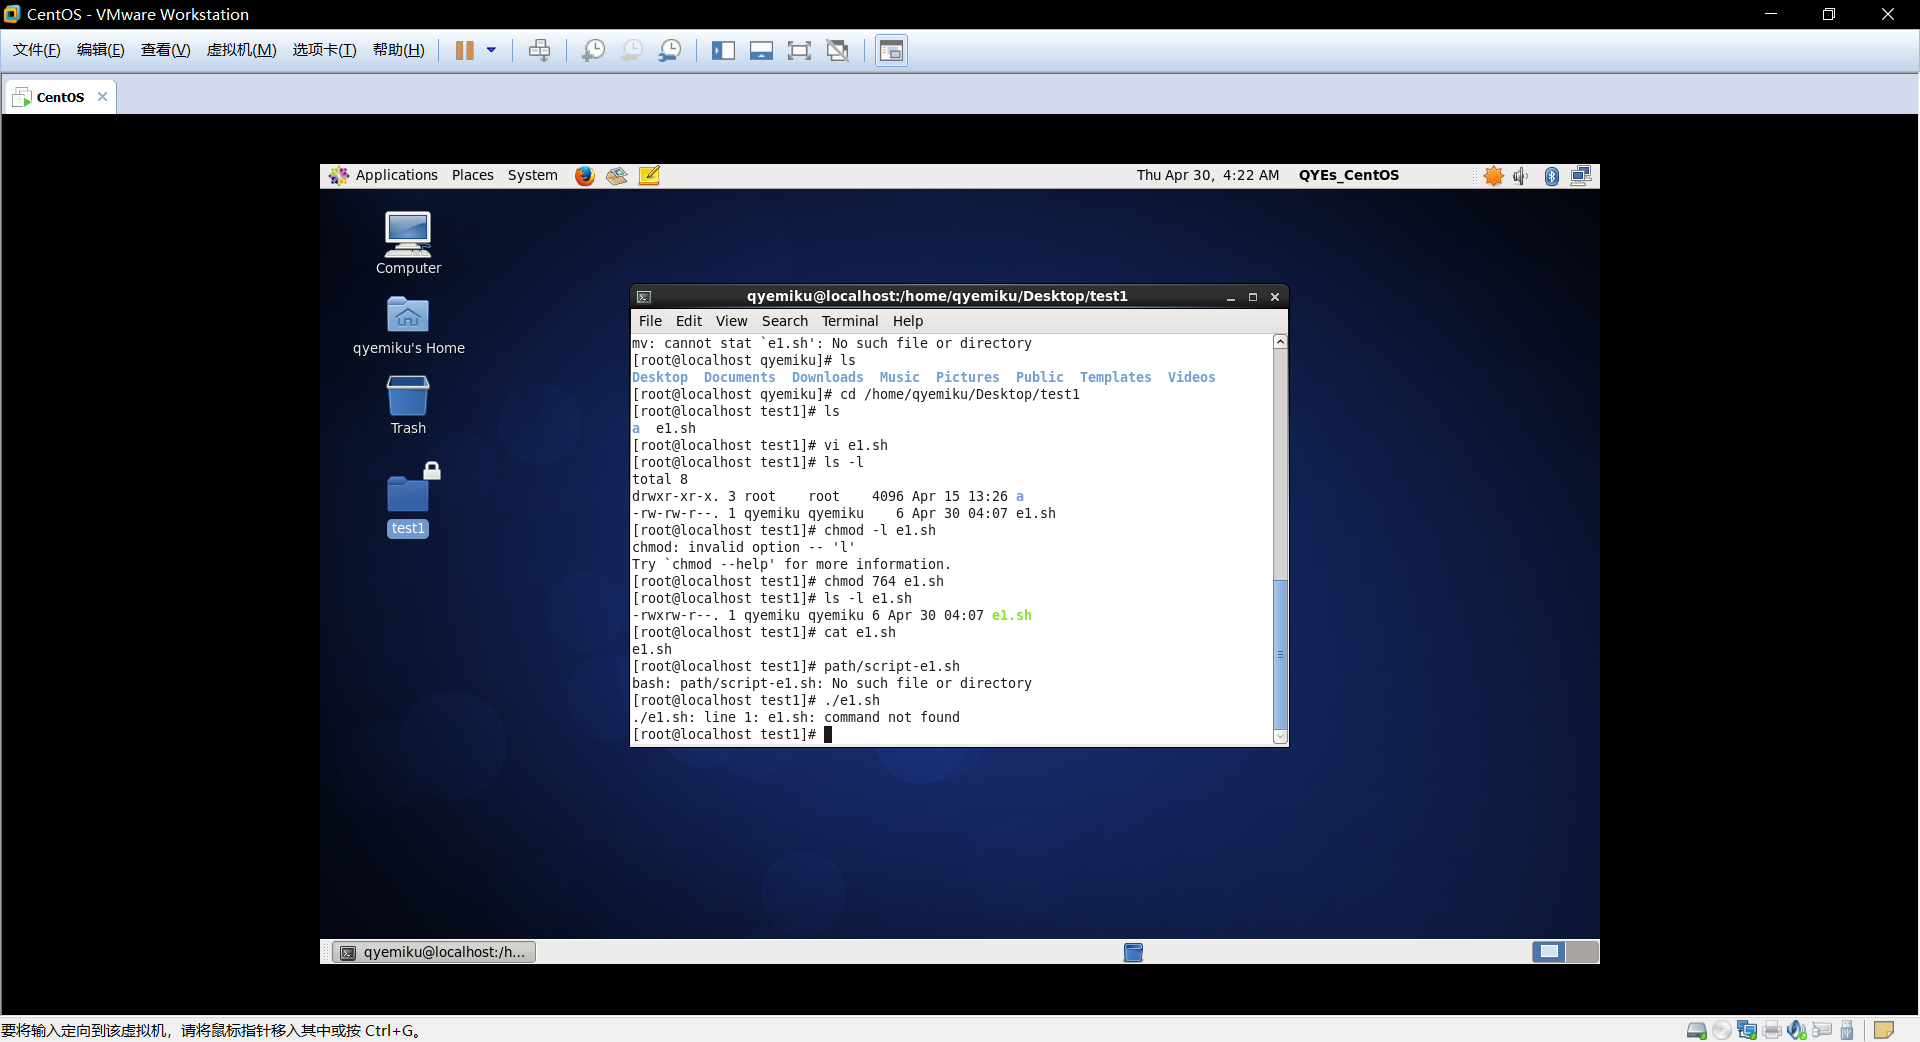 CentOS - VMware Workstation
文件(F) 编辑(E) 查看(V) 虚拟机(M) 选项卡(T) 帮助(H)
CentOS
Applications Places System Thu Apr 30, 4:22 AM QYEs_CentOS
Computer
qyemiku's Home
Trash
test1
qyemiku@localhost:/home/qyemiku/Desktop/test1
File Edit View Search Terminal Help
mv: cannot stat `e1.sh': No such file or directory
[root@localhost qyemiku]# ls
Desktop Documents Downloads Music Pictures Public Templates Videos
[root@localhost qyemiku]# cd /home/qyemiku/Desktop/test1
[root@localhost test1]# ls
a e1.sh
[root@localhost test1]# vi e1.sh
[root@localhost test1]# ls -l
total 8
drwxr-xr-x. 3 root root 4096 Apr 15 13:26 a
-rw-rw-r--. 1 qyemiku qyemiku 6 Apr 30 04:07 e1.sh
[root@localhost test1]# chmod -l e1.sh
chmod: invalid option -- 'l'
Try `chmod --help' for more information.
[root@localhost test1]# chmod 764 e1.sh
[root@localhost test1]# ls -l e1.sh
-rwxrw-r--. 1 qyemiku qyemiku 6 Apr 30 04:07 e1.sh
[root@localhost test1]# cat e1.sh
e1.sh
[root@localhost test1]# path/script-e1.sh
bash: path/script-e1.sh: No such file or directory
[root@localhost test1]# ./e1.sh
./e1.sh: line 1: e1.sh: command not found
[root@localhost test1]#
qyemiku@localhost:/h...
要将输入定向到该虚拟机，请将鼠标指针移入其中或按 Ctrl+G。